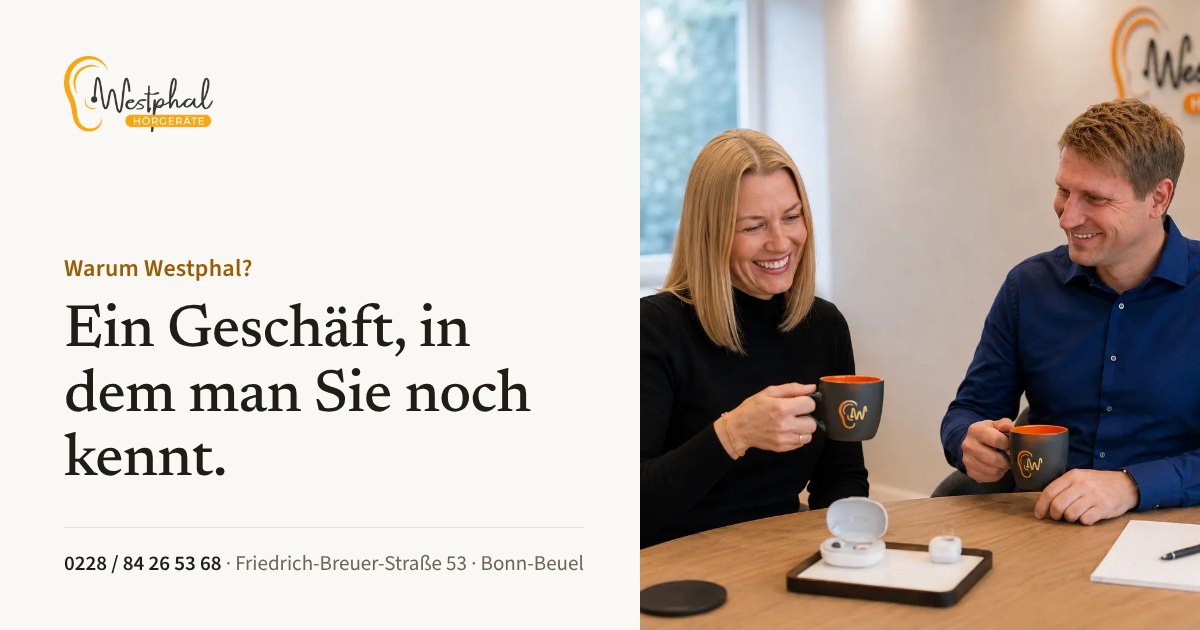 Westphal
HÖRGERÄTE
Warum Westphal?
Ein Geschäft, in
dem man Sie noch
kennt.
0228 / 84 26 53 68 · Friedrich-Breuer-Straße 53 · Bonn-Beuel
W
W